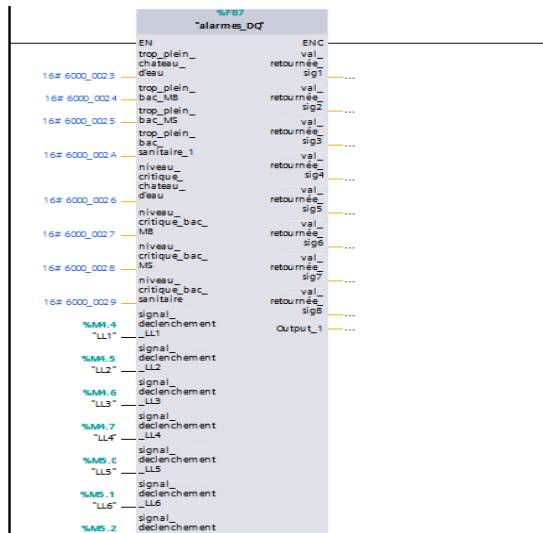 %FB7
"alarmes_DQ"
EN ENO
trop_plein_
chateau_
d'eau
16# 6000_0023
val_
retournée_
sig1
...
trop_plein_
bac_MB
16# 6000_0024
val_
retournée_
sig2
...
trop_plein_
bac_MS
16# 6000_0025
val_
retournée_
sig3
...
trop_plein_
bac_
sanitaire_1
16# 6000_002A
val_
retournée_
sig4
...
niveau_
critique_
chateau_
d'eau
16# 6000_0026
val_
retournée_
sig5
...
niveau_
critique_bac_
MB
16# 6000_0027
val_
retournée_
sig6
...
niveau_
critique_bac_
MS
16# 6000_0028
val_
retournée_
sig7
...
niveau_
critique_bac_
sanitaire
16# 6000_0029
val_
retournée_
sig8
...
Output_1 ...
%M4.4
"LL1"
signal_
declenchement
_LL1
%M4.5
"LL2"
signal_
declenchement
_LL2
%M4.6
"LL3"
signal_
declenchement
_LL3
%M4.7
"LL4"
signal_
declenchement
_LL4
%M5.0
"LL5"
signal_
declenchement
_LL5
%M5.1
"LL6"
signal_
declenchement
_LL6
%M5.2
signal_
declenchement